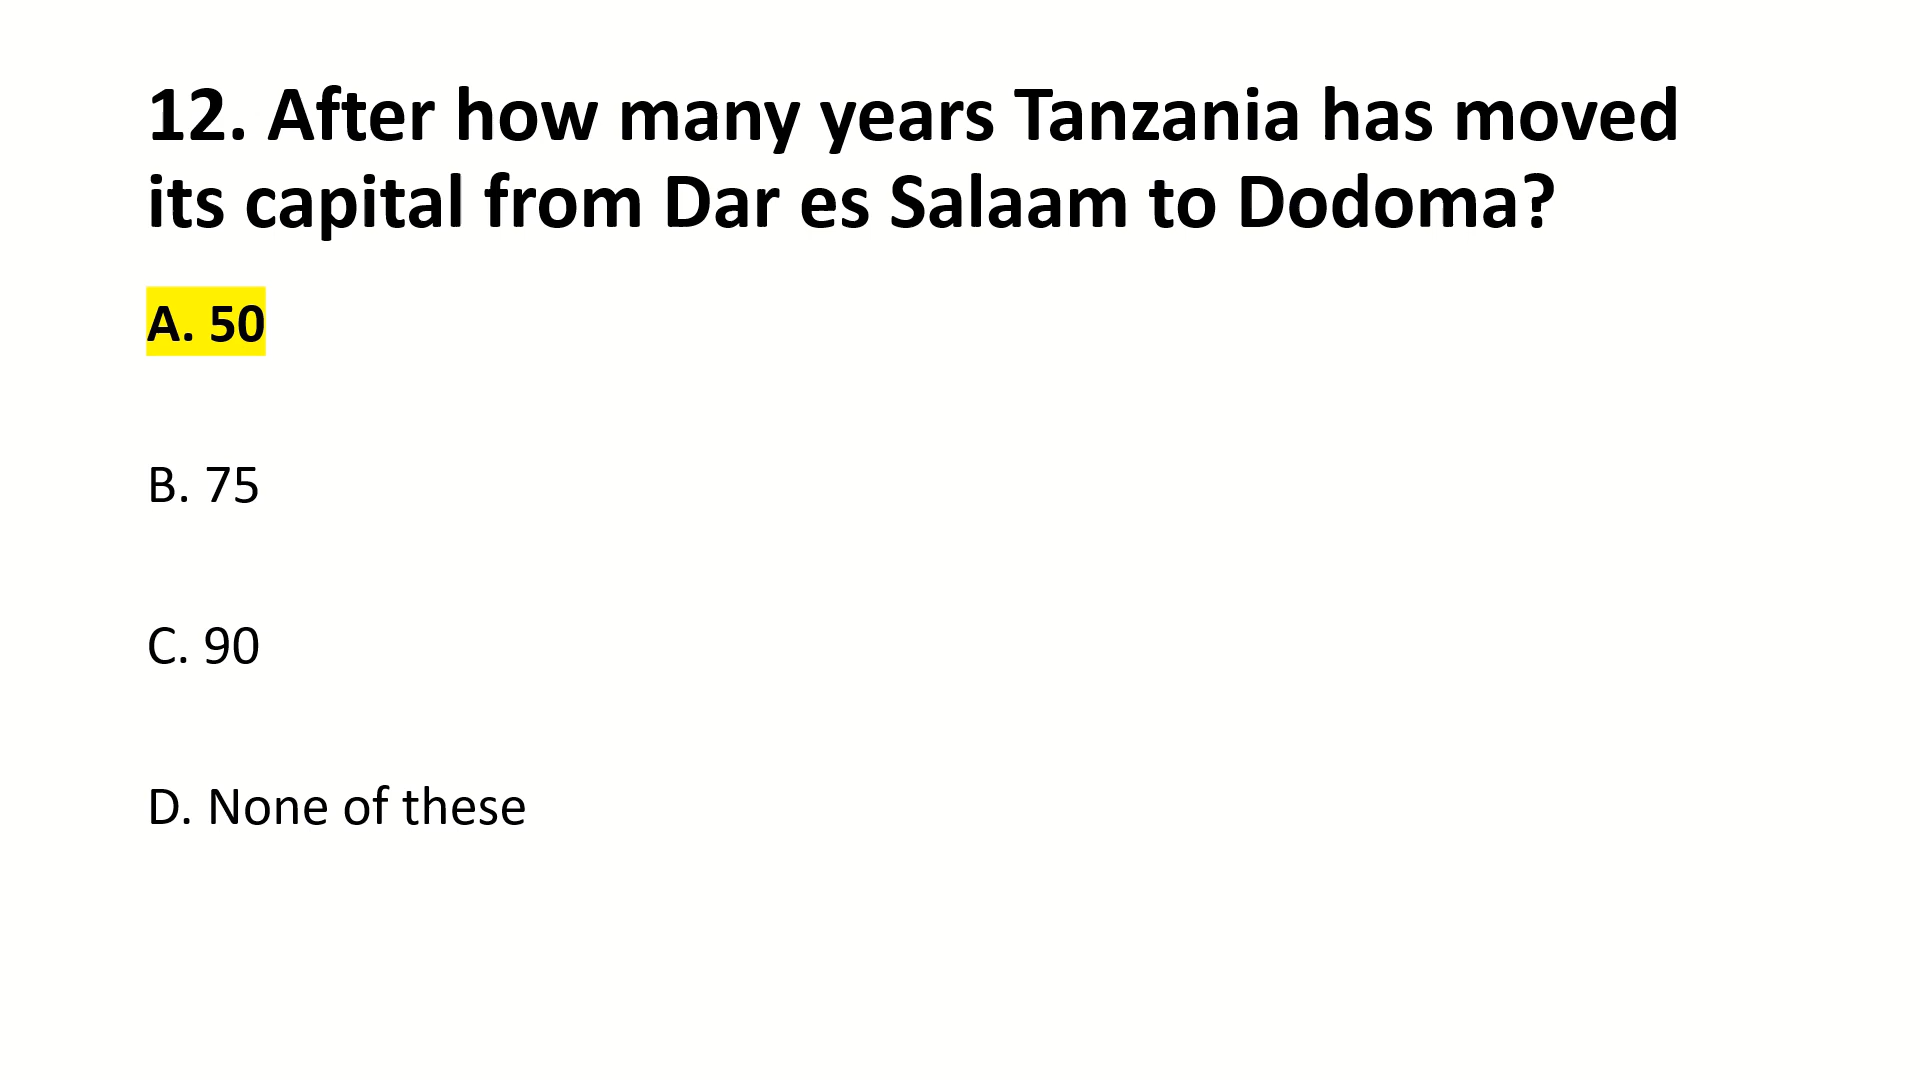 12. After how many years Tanzania has moved
its capital from Dar es Salaam to Dodoma?
A. 50
B. 75
C. 90
D. None of these